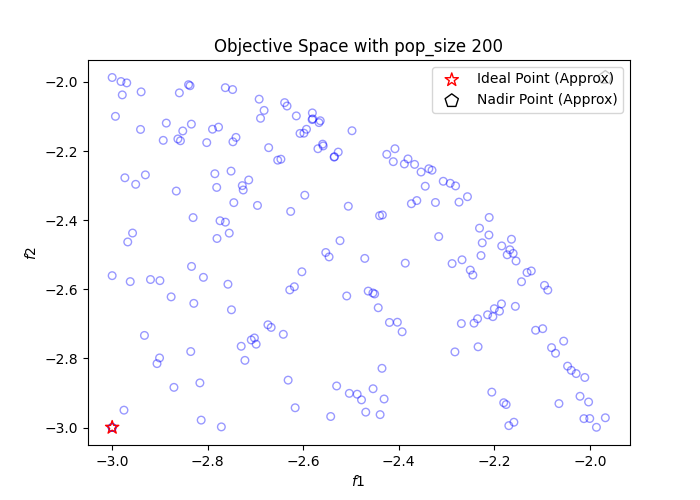 Objective Space with pop_size 200
Ideal Point (Approx)
Nadir Point (Approx)
f2
−2.0
−2.2
−2.4
−2.6
−2.8
−3.0
−3.0 −2.8 −2.6 −2.4 −2.2 −2.0
f1